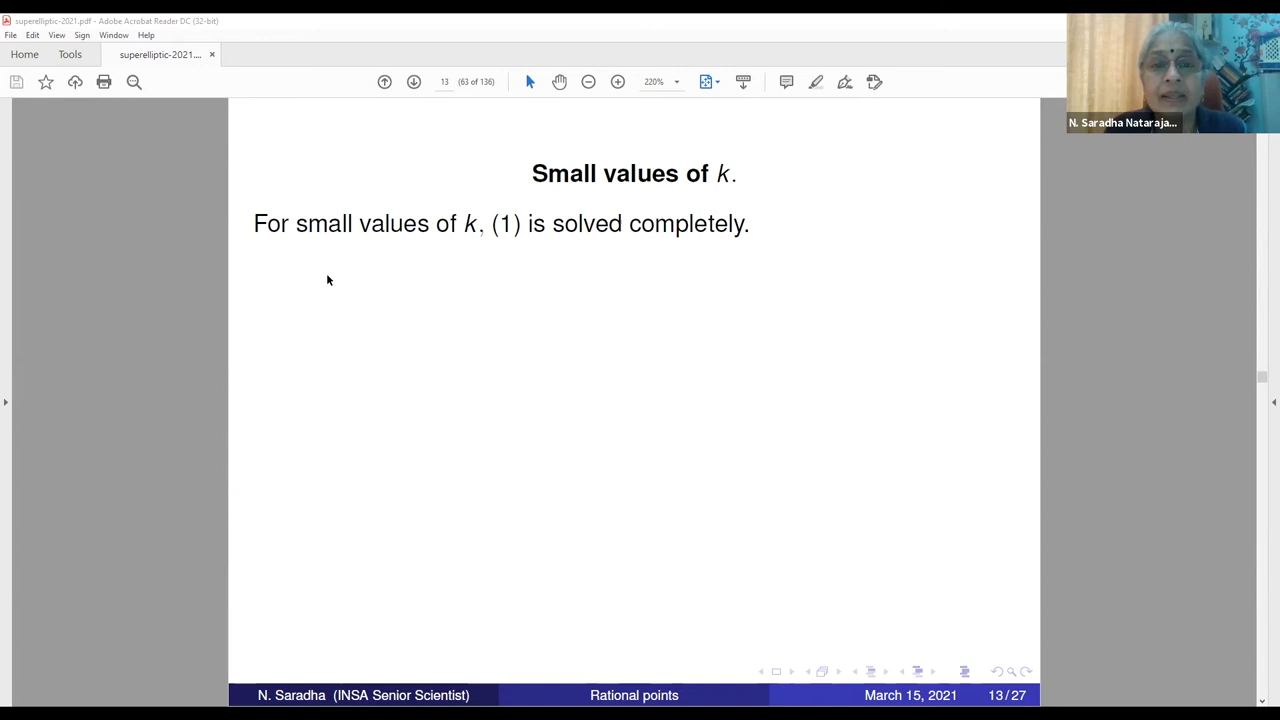 superelliptic-2021.pdf - Adobe Acrobat Reader DC (32-bit)
File Edit View Sign Window Help
Home Tools superelliptic-2021.... ×
13 (63 of 136) 220%
N. Saradha Nataraja...
Small values of k.
For small values of k, (1) is solved completely.
N. Saradha (INSA Senior Scientist) Rational points March 15, 2021 13/27